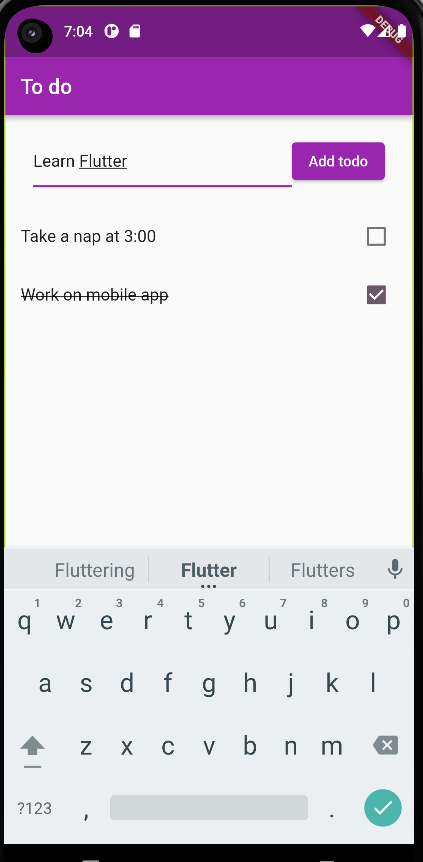 7:04
DEBUG
To do
Learn Flutter
Add todo
Take a nap at 3:00
Work on mobile app
Fluttering Flutter Flutters
1 2 3 4 5 6 7 8 9 0
q w e r t y u i o p
a s d f g h j k l
z x c v b n m
?123 , .